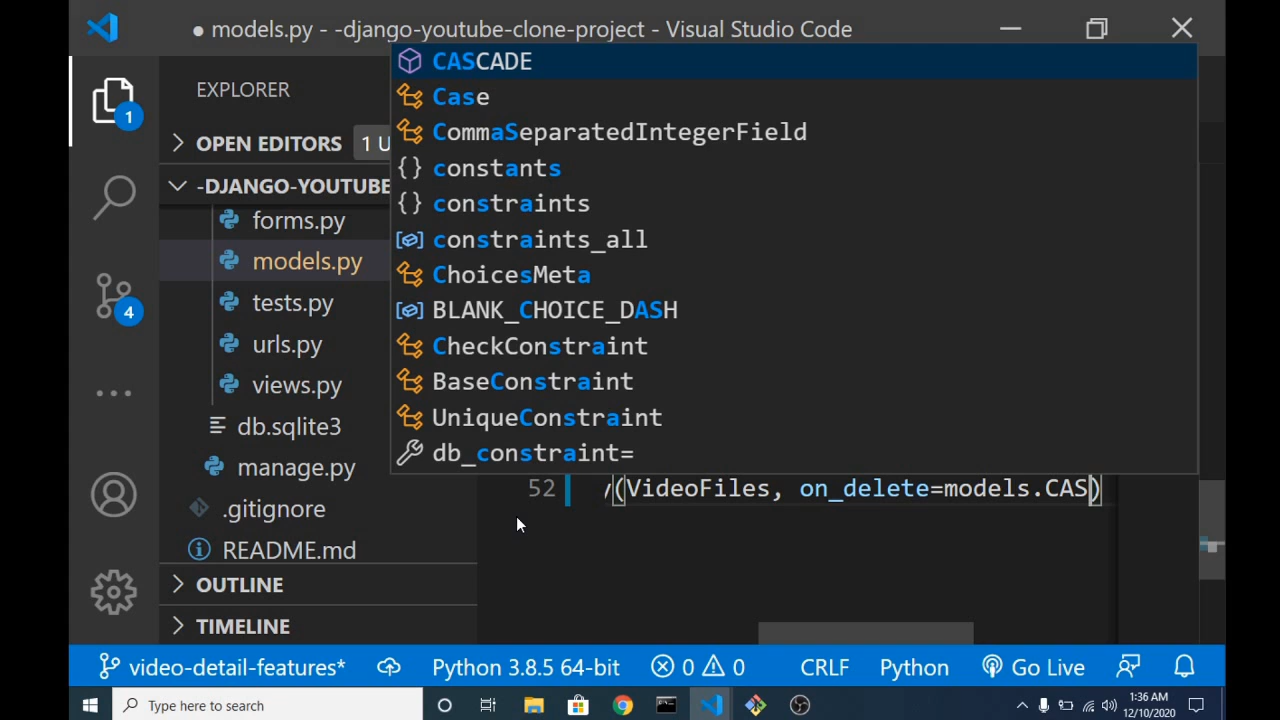 ● models.py - -django-youtube-clone-project - Visual Studio Code
EXPLORER
1
OPEN EDITORS
1 U
-DJANGO-YOUTUBE
forms.py
models.py
tests.py
urls.py
views.py
db.sqlite3
manage.py
.gitignore
README.md
OUTLINE
TIMELINE
4
CASCADE
Case
CommaSeparatedIntegerField
constants
constraints
constraints_all
ChoicesMeta
BLANK_CHOICE_DASH
CheckConstraint
BaseConstraint
UniqueConstraint
db_constraint=
52 y(VideoFiles, on_delete=models.CAS)
video-detail-features* Python 3.8.5 64-bit 0 0 CRLF Python Go Live
Type here to search
1:36 AM
12/10/2020